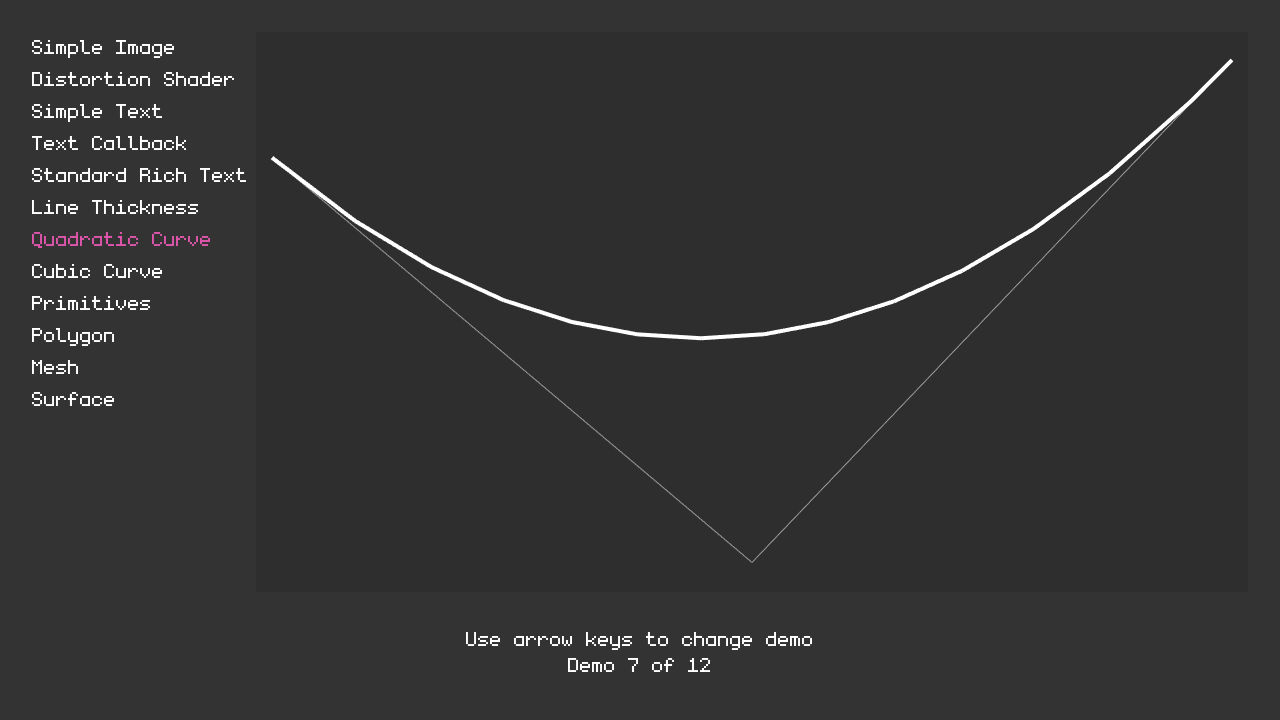 Simple Image
Distortion Shader
Simple Text
Text Callback
Standard Rich Text
Line Thickness
Quadratic Curve
Cubic Curve
Primitives
Polygon
Mesh
Surface
Use arrow keys to change demo
Demo 7 of 12